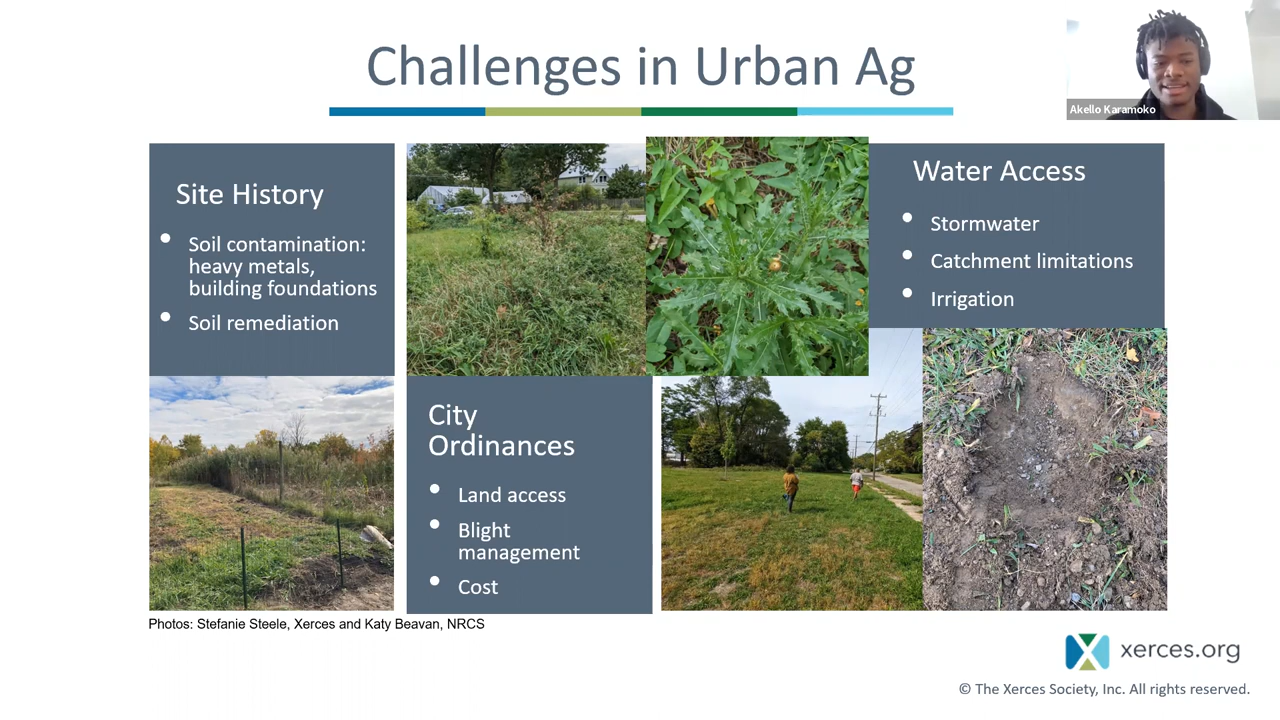 Challenges in Urban Ag
Akello Karamoko
Site History
Soil contamination:
heavy metals,
building foundations
Soil remediation
Water Access
Stormwater
Catchment limitations
Irrigation
City
Ordinances
Land access
Blight
management
Cost
Photos: Stefanie Steele, Xerces and Katy Beavan, NRCS
xerces.org
© The Xerces Society, Inc. All rights reserved.